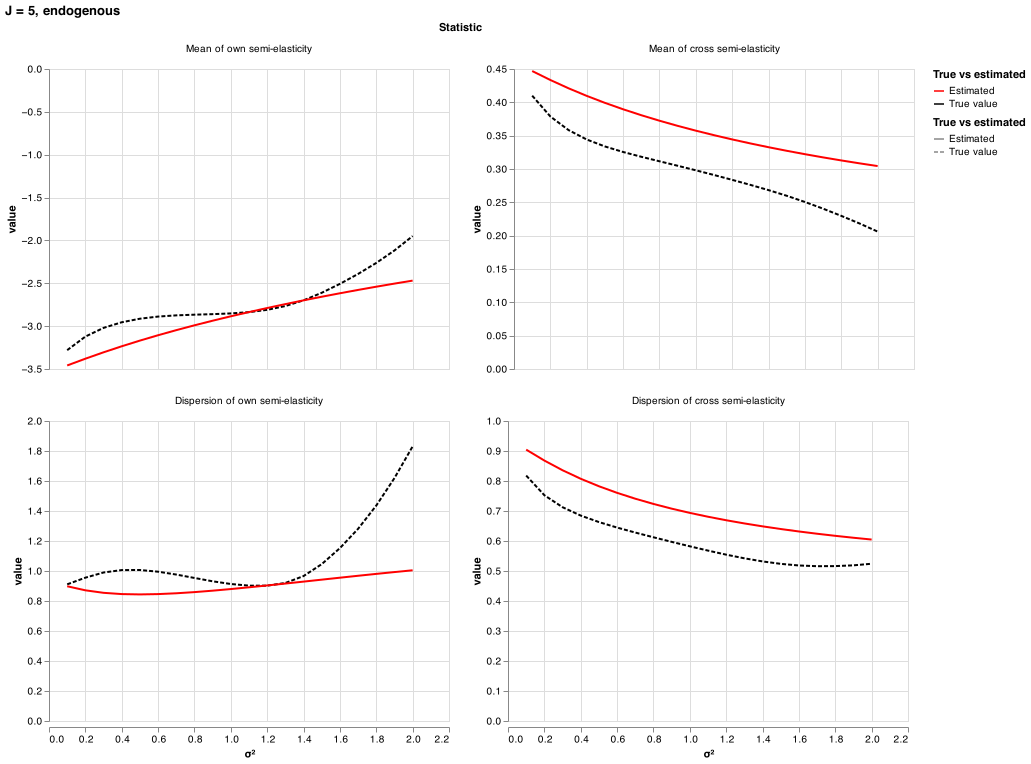 J = 5, endogenous
Statistic
Mean of own semi-elasticity
Mean of cross semi-elasticity
0.0
−0.5
−1.0
−1.5
−2.0
−2.5
−3.0
−3.5
value
0.45
0.40
0.35
0.30
0.25
0.20
0.15
0.10
0.05
0.00
value
True vs estimated
Estimated
True value
True vs estimated
Estimated
True value
Dispersion of own semi-elasticity
Dispersion of cross semi-elasticity
2.0
1.8
1.6
1.4
1.2
1.0
0.8
0.6
0.4
0.2
0.0
value
0.0 0.2 0.4 0.6 0.8 1.0 1.2 1.4 1.6 1.8 2.0 2.2
σ²
1.0
0.9
0.8
0.7
0.6
0.5
0.4
0.3
0.2
0.1
0.0
value
0.0 0.2 0.4 0.6 0.8 1.0 1.2 1.4 1.6 1.8 2.0 2.2
σ²